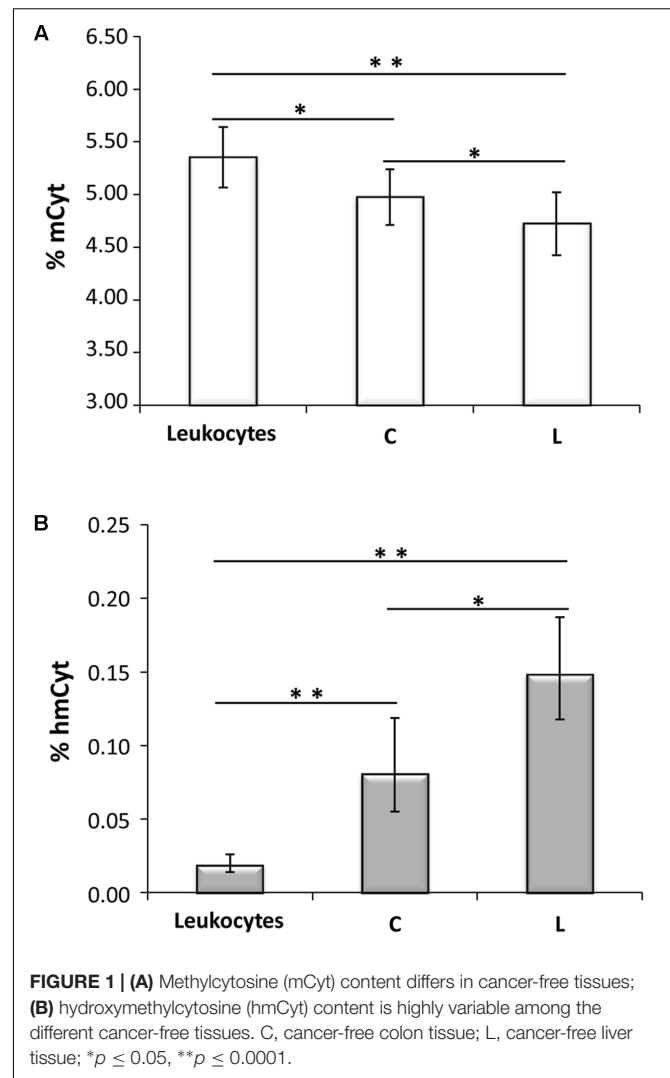 A
6.50
6.00
5.50
5.00
4.50
4.00
3.50
3.00
% mCyt
* *
*
*
Leukocytes C L
B
0.25
0.20
0.15
0.10
0.05
0.00
% hmCyt
* *
*
* *
Leukocytes C L
FIGURE 1 | (A) Methylcytosine (mCyt) content differs in cancer-free tissues;
(B) hydroxymethylcytosine (hmCyt) content is highly variable among the
different cancer-free tissues. C, cancer-free colon tissue; L, cancer-free liver
tissue; *p ≤ 0.05, **p ≤ 0.0001.